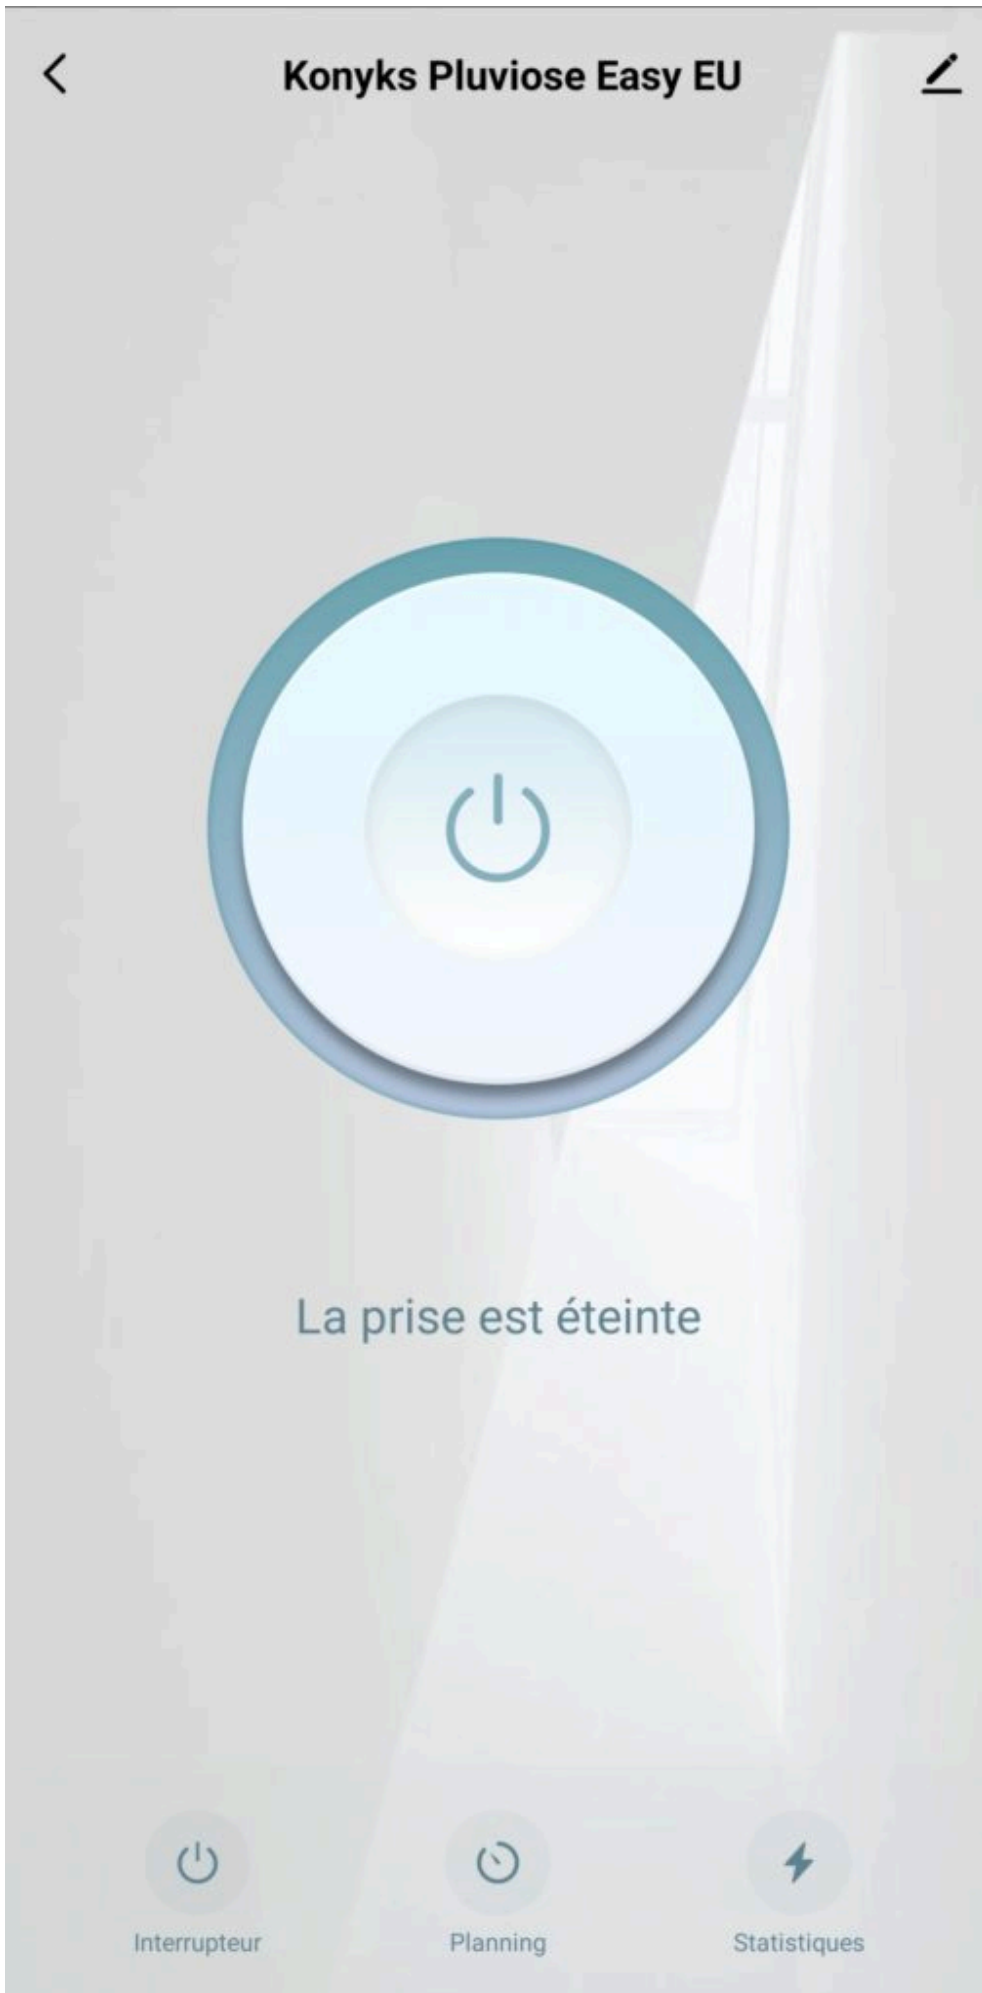 Konyks Pluviose Easy EU
La prise est éteinte
Interrupteur
Planning
Statistiques